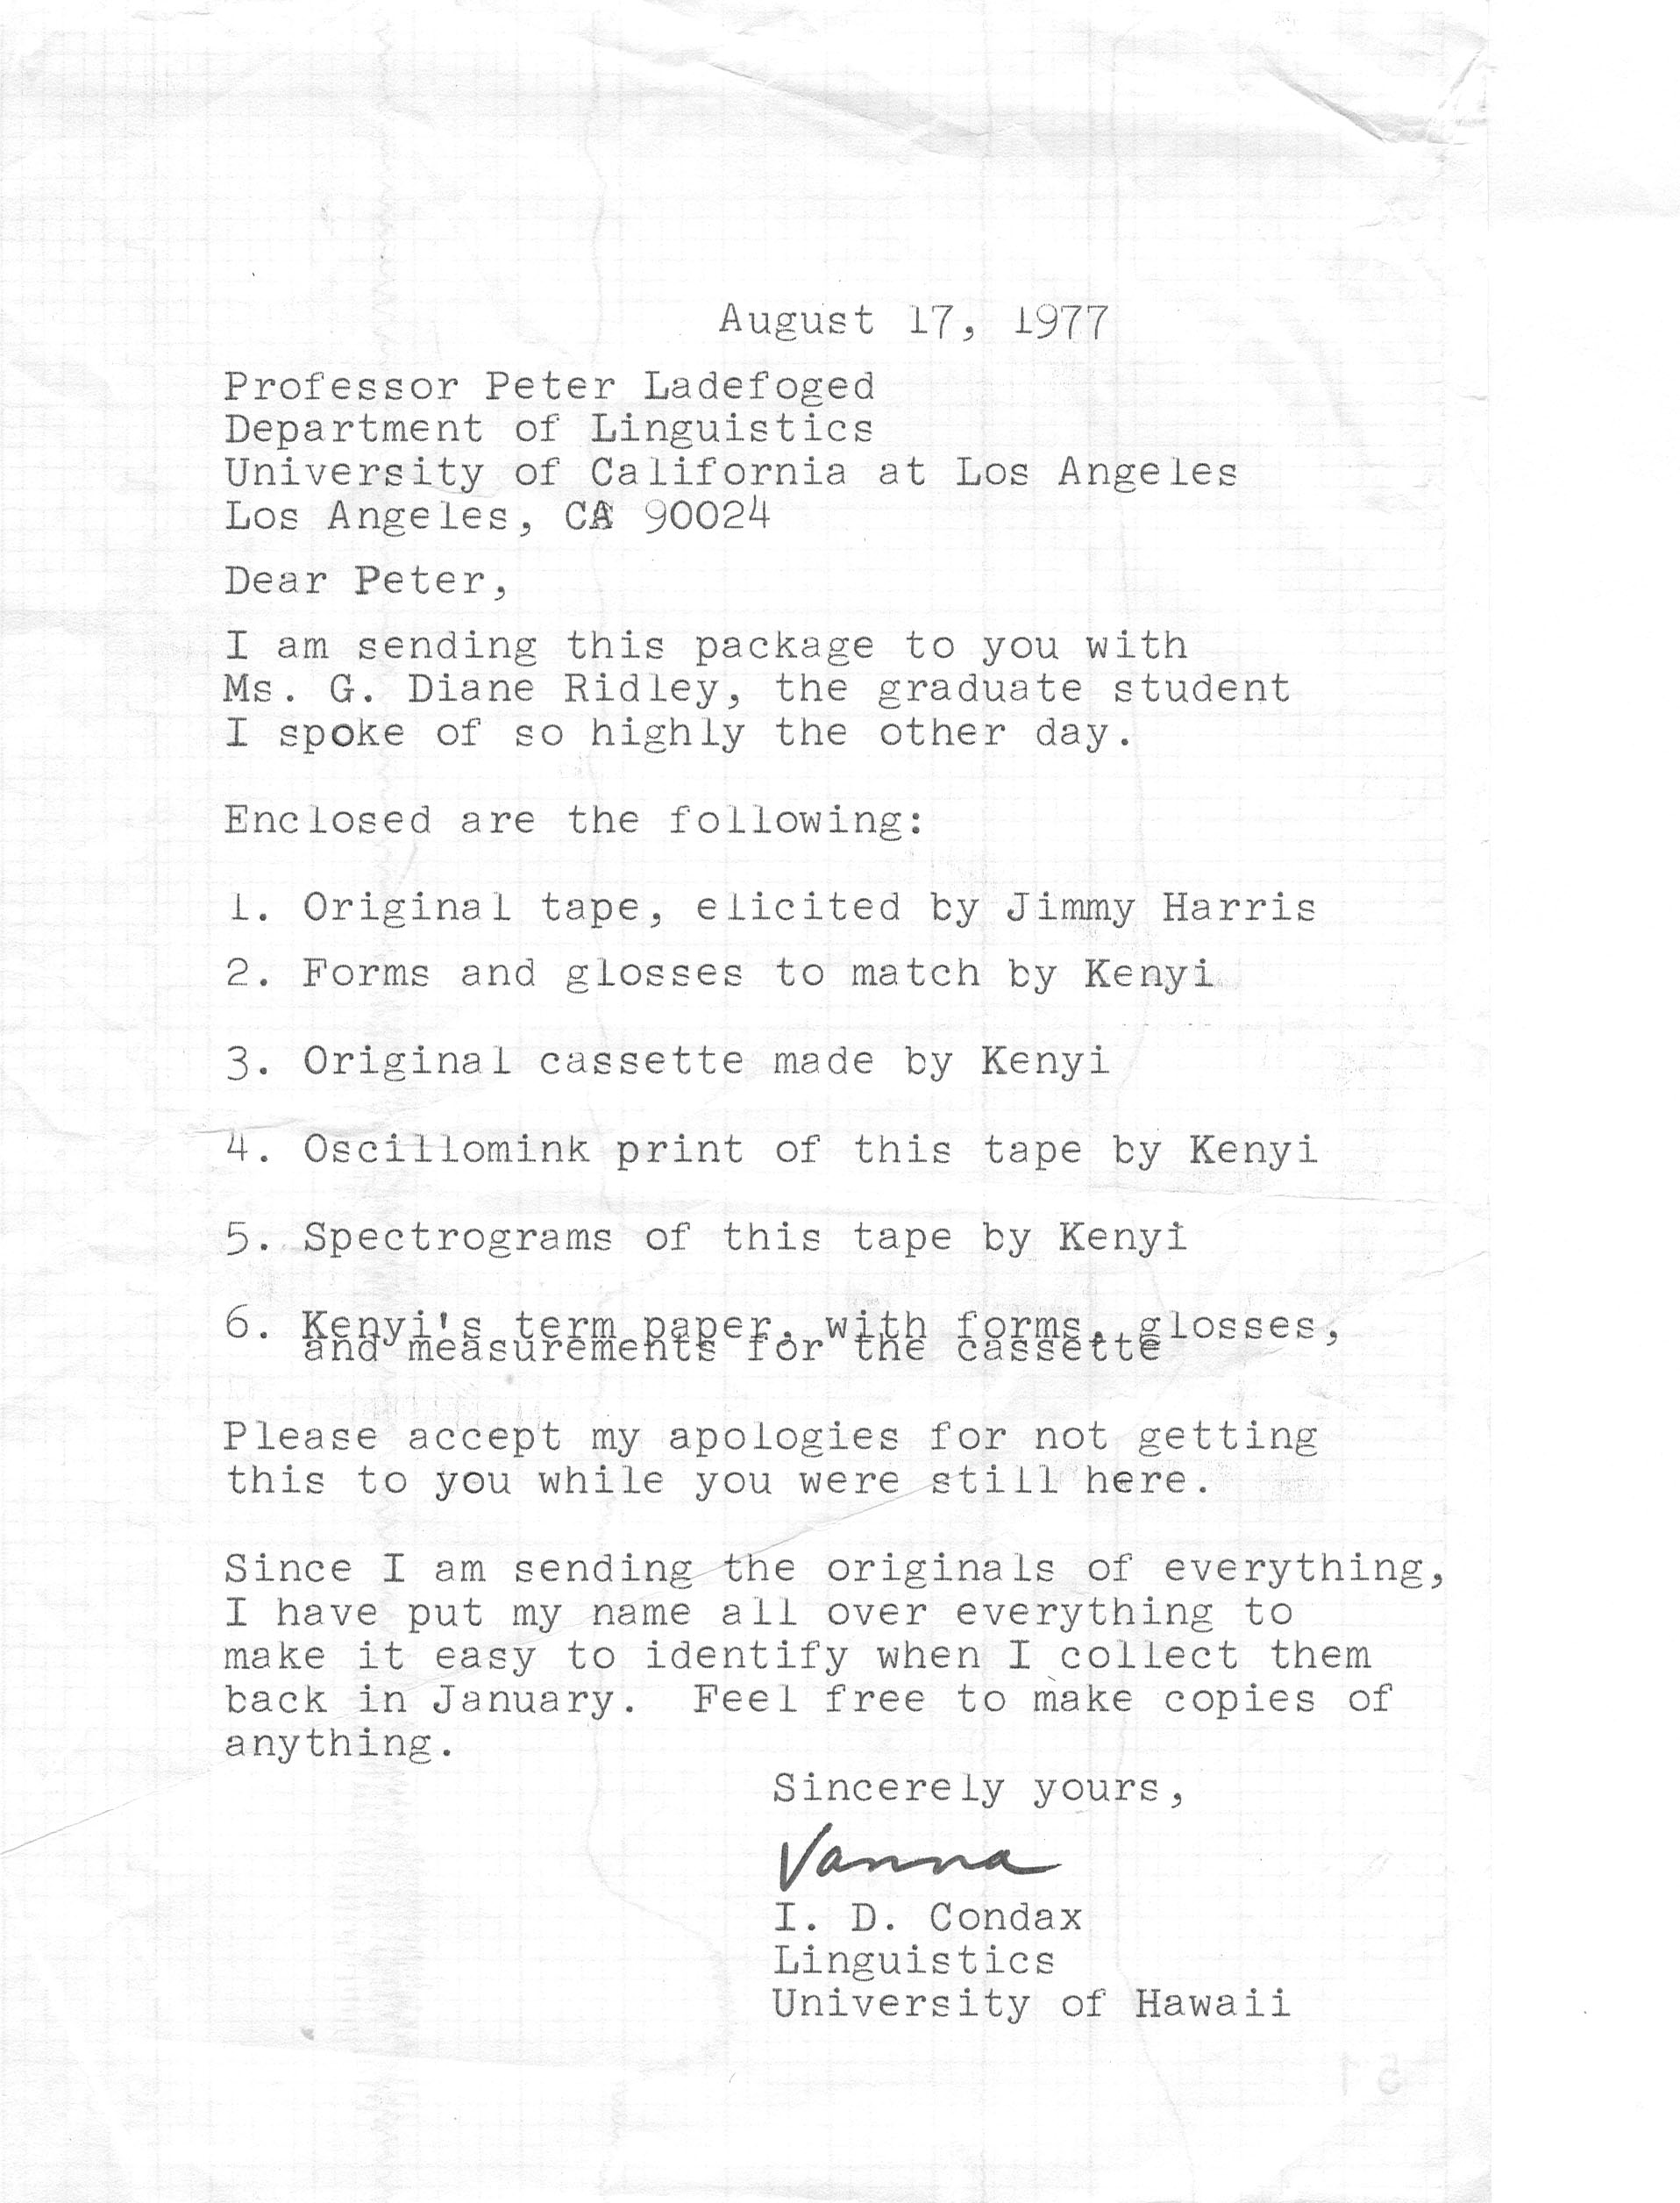 August 17, 1977
Professor Peter Ladefoged
Department of Linguistics
University of California at Los Angeles
Los Angeles, CA 90024
Dear Peter,
I am sending this package to you with
Ms. G. Diane Ridley, the graduate student
I spoke of so highly the other day.
Enclosed are the following:
1. Original tape, elicited by Jimmy Harris
2. Forms and glosses to match by Kenyi
3. Original cassette made by Kenyi
4. Oscillomink print of this tape by Kenyi
5. Spectrograms of this tape by Kenyi
6. Kenyi's term paper, with forms, glosses,
and measurements for the cassette
Please accept my apologies for not getting
this to you while you were still here.
Since I am sending the originals of everything,
I have put my name all over everything to
make it easy to identify when I collect them
back in January. Feel free to make copies of
anything.
Sincerely yours,
Vanna
I. D. Condax
Linguistics
University of Hawaii